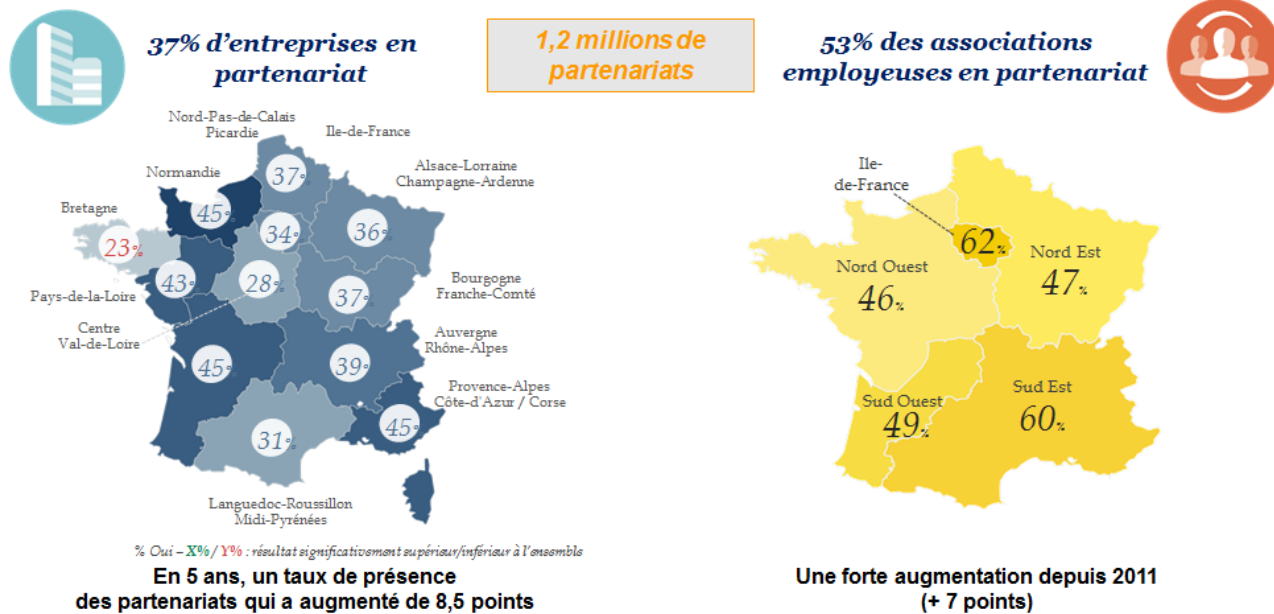 37% d'entreprises en
partenariat
1,2 millions de
partenariats
53% des associations
employeuses en partenariat
Nord-Pas-de-Calais
Picardie
Ile-de-France
Alsace-Lorraine
Champagne-Ardenne
Normandie
Bretagne
37%
45%
34%
36%
23%
43%
28%
37%
Bourgogne
Franche-Comté
Pays-de-la-Loire
Centre
Val-de-Loire
Auvergne
Rhône-Alpes
45%
39%
Provence-Alpes
Côte-d'Azur / Corse
45%
31%
Languedoc-Roussillon
Midi-Pyrénées
% Oui – X% / Y% : résultat significativement supérieur/inférieur à l'ensemble
En 5 ans, un taux de présence
des partenariats qui a augmenté de 8,5 points
Ile-
de-France
62%
Nord Ouest
46%
Nord Est
47%
Sud Ouest
49%
Sud Est
60%
Une forte augmentation depuis 2011
(+ 7 points)